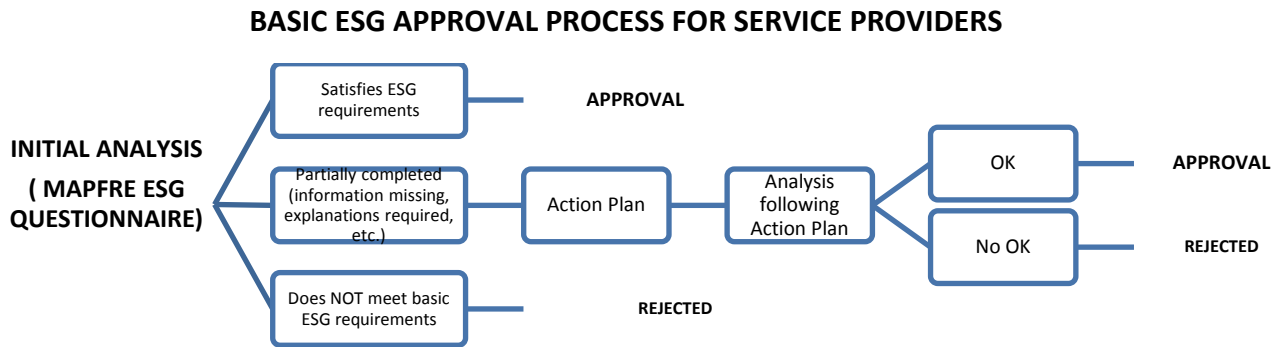 BASIC ESG APPROVAL PROCESS FOR SERVICE PROVIDERS
INITIAL ANALYSIS
( MAPFRE ESG
QUESTIONNAIRE)
Satisfies ESG
requirements
APPROVAL
Partially completed
(information missing,
explanations required,
etc.)
Action Plan
Analysis
following
Action Plan
OK
APPROVAL
No OK
REJECTED
Does NOT meet basic
ESG requirements
REJECTED